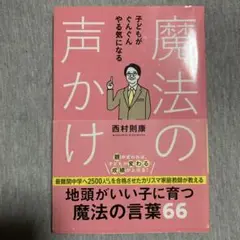 子どもが
ぐんぐん
やる気になる
魔法の
声かけ
西村則康
最難関中学へ2500人を合格させたカリスマ家庭教師が教える
地頭がいい子に育つ
魔法の言葉66